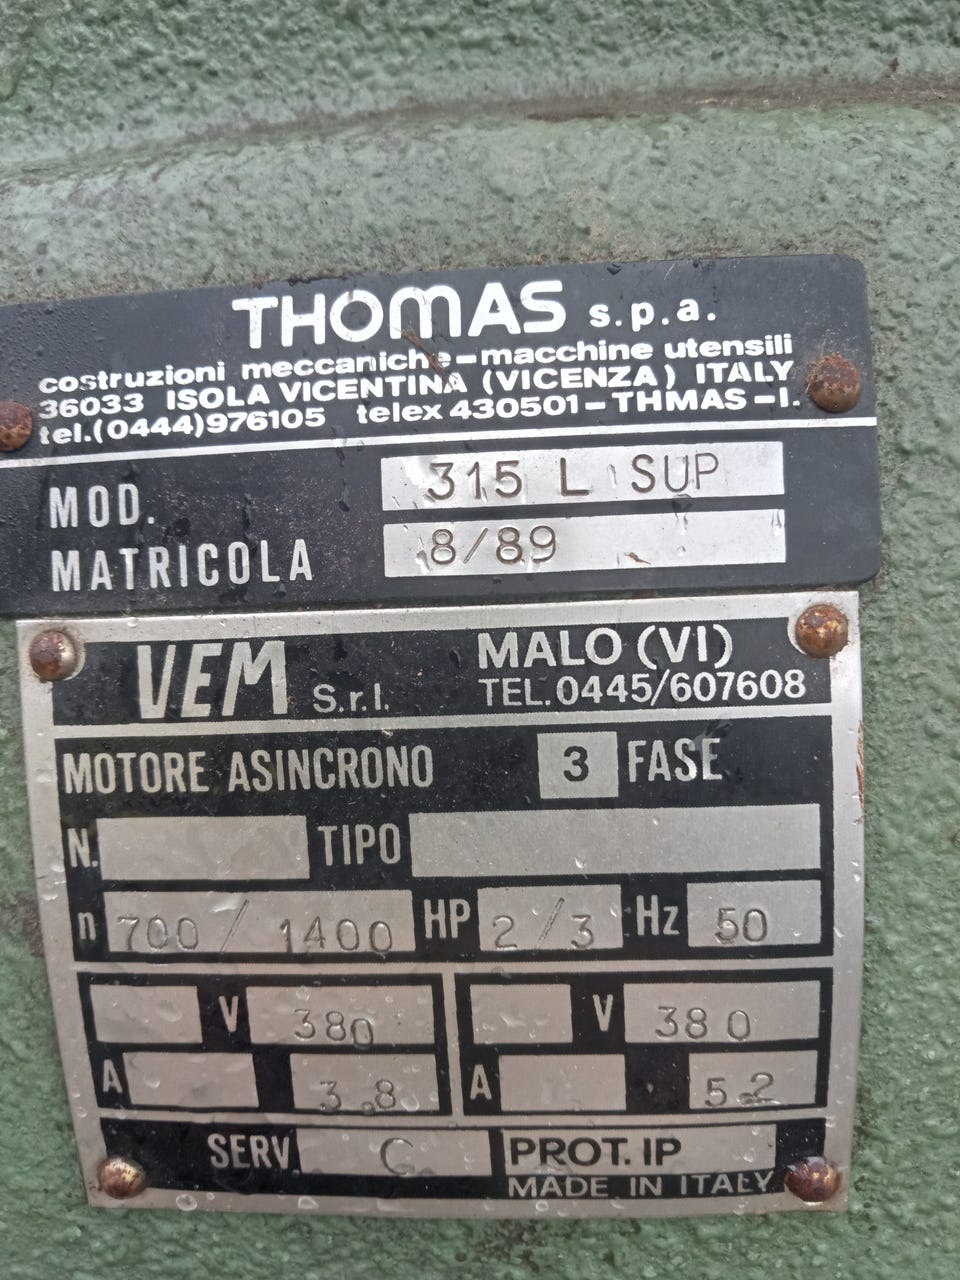 THOMAS s.p.a.
costruzioni meccaniche-macchine utensili
36033 ISOLA VICENTINA (VICENZA) ITALY
tel.(0444)976105 telex 430501-THMAS-I.
MOD. 315 L SUP
MATRICOLA 8/89
VEM S.r.l. MALO (VI)
TEL.0445/607608
MOTORE ASINCRONO 3 FASE
N. TIPO
n 700/1400 HP 2/3 Hz 50
V 380 V 380
A 3.8 A 5.2
SERV. C PROT. IP
MADE IN ITALY